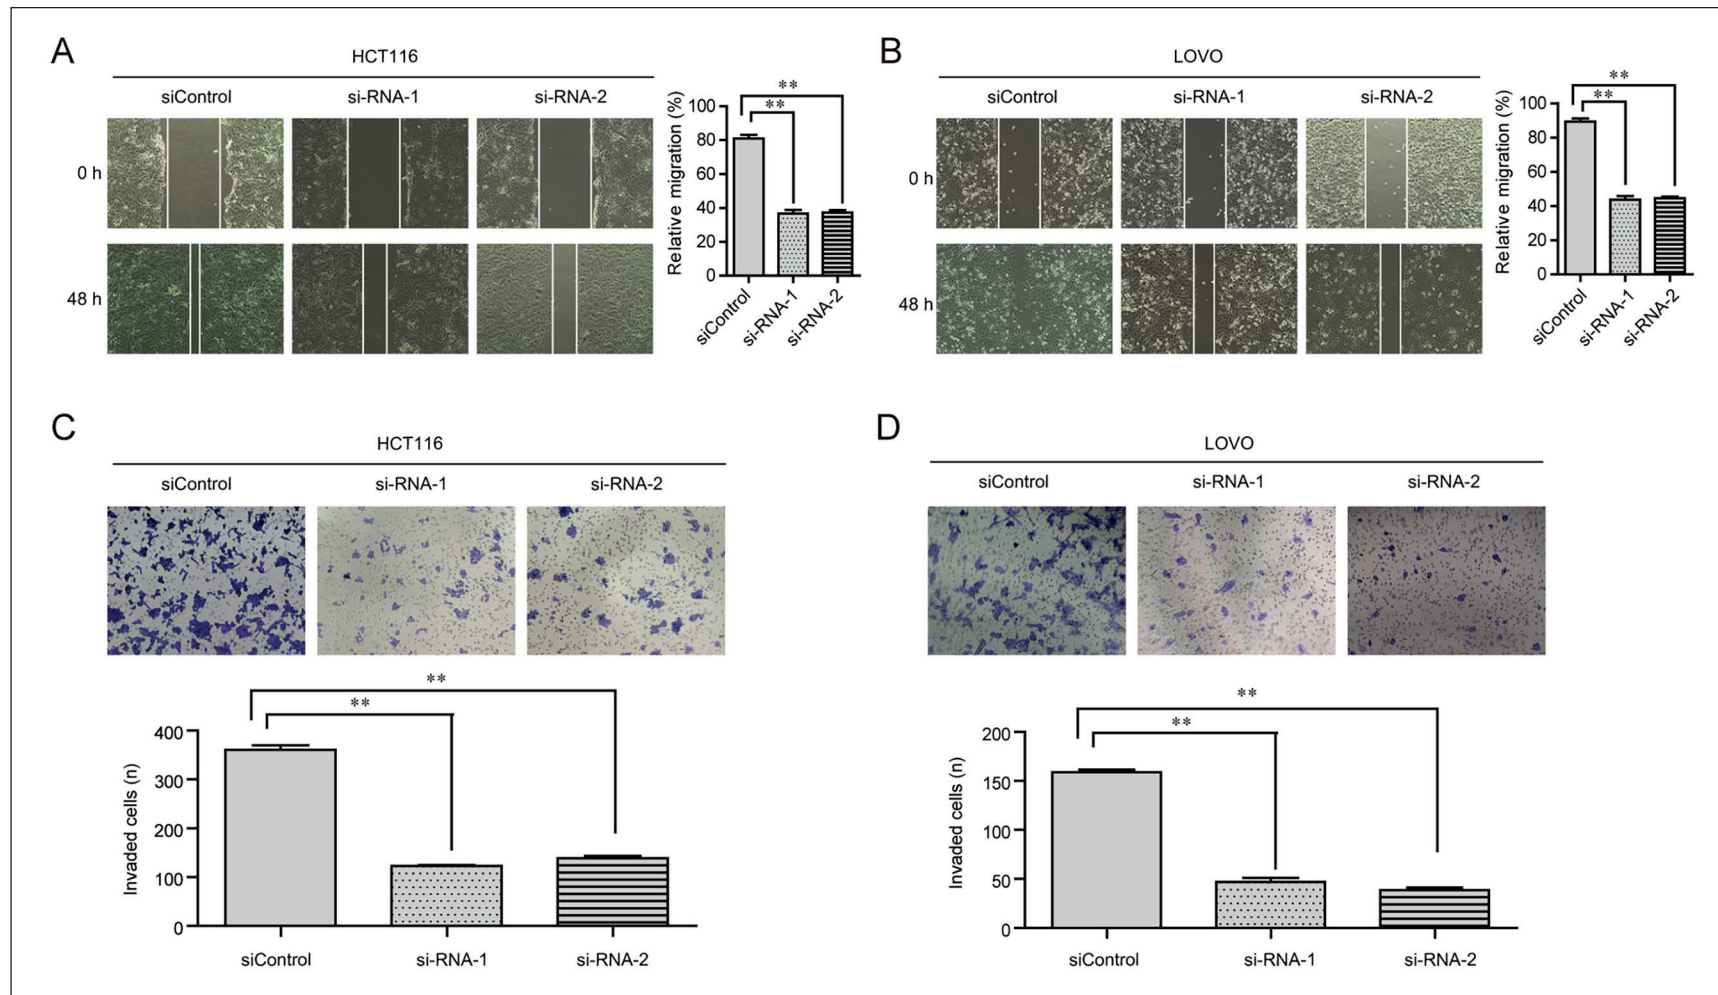 A
HCT116
siControl si-RNA-1 si-RNA-2
0 h
48 h
Relative migration (%)
100
80
60
40
20
0
**
**
siControl
si-RNA-1
si-RNA-2
B
LOVO
siControl si-RNA-1 si-RNA-2
0 h
48 h
Relative migration (%)
100
80
60
40
20
0
**
**
siControl
si-RNA-1
si-RNA-2
C
HCT116
siControl si-RNA-1 si-RNA-2
**
**
Invaded cells (n)
400
300
200
100
0
siControl si-RNA-1 si-RNA-2
D
LOVO
siControl si-RNA-1 si-RNA-2
**
**
Invaded cells (n)
200
150
100
50
0
siControl si-RNA-1 si-RNA-2